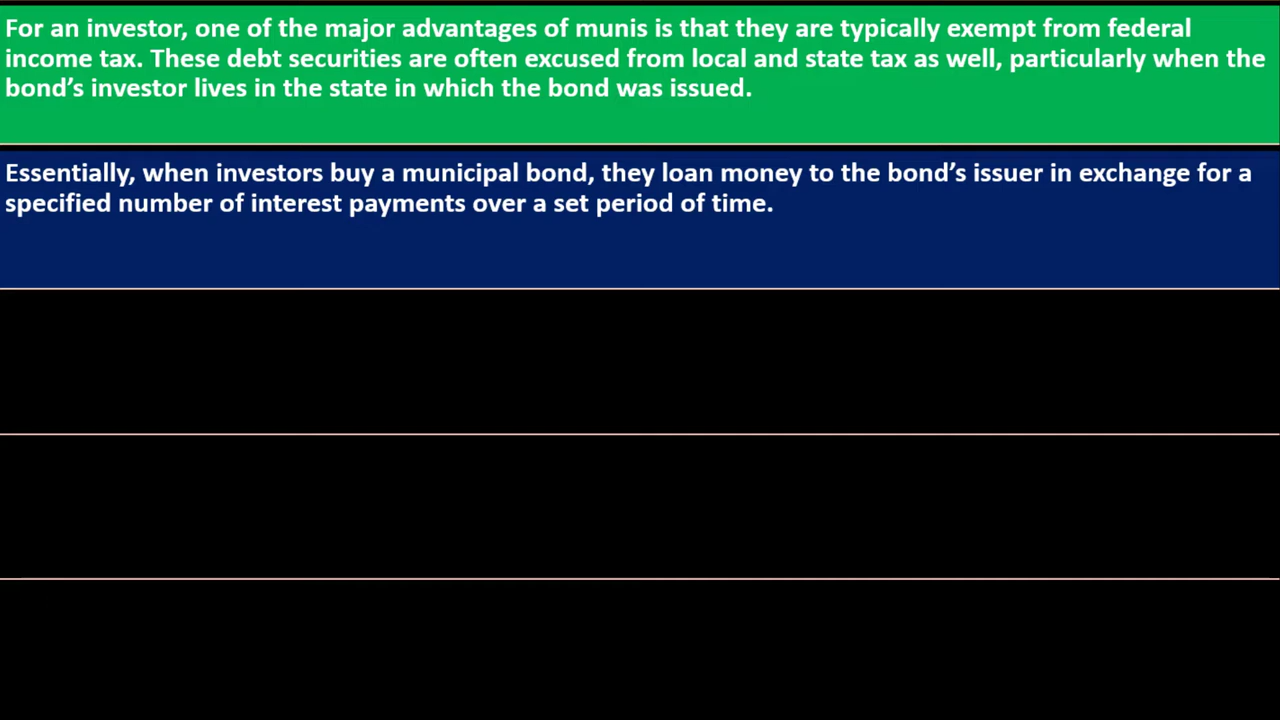 For an investor, one of the major advantages of munis is that they are typically exempt from federal
income tax. These debt securities are often excused from local and state tax as well, particularly when the
bond’s investor lives in the state in which the bond was issued.
Essentially, when investors buy a municipal bond, they loan money to the bond’s issuer in exchange for a
specified number of interest payments over a set period of time.